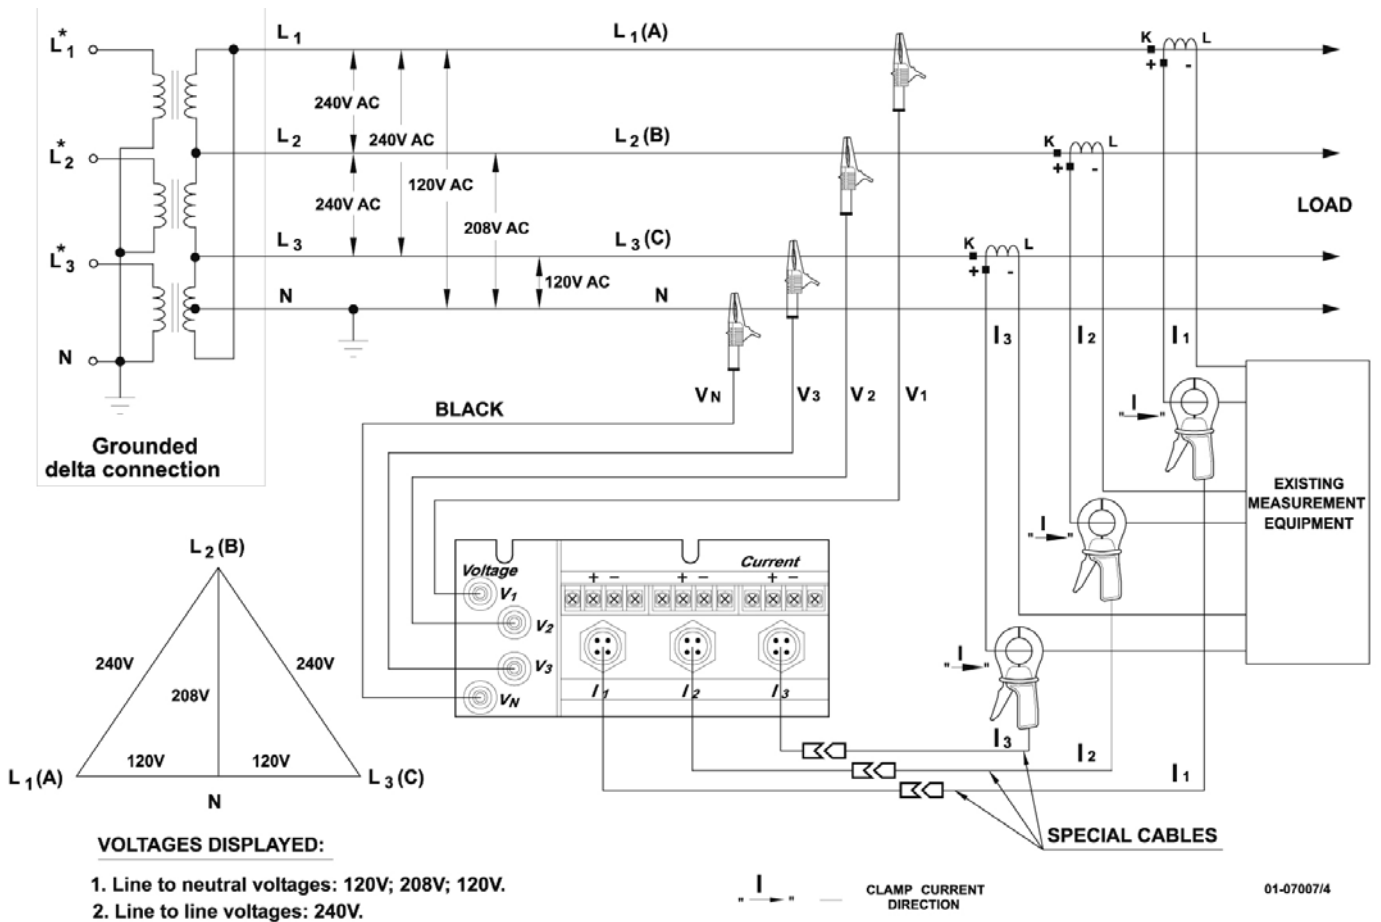 L*1
L1
L1(A)
K
L
+
-
240V AC
240V AC
L*2
L2
L2(B)
K
L
+
-
120V AC
240V AC
208V AC
LOAD
L*3
L3
L3(C)
K
L
+
-
120V AC
N
N
N
I3
I2
I1
VN
V3
V2
V1
BLACK
"I"
Grounded
delta connection
EXISTING
MEASUREMENT
EQUIPMENT
"I"
L2(B)
Voltage
Current
+ -
+ -
+ -
V1
V2
V3
VN
I1
I2
I3
"I"
240V
240V
208V
120V
120V
L1(A)
L3(C)
N
I3
I2
I1
SPECIAL CABLES
VOLTAGES DISPLAYED:
1. Line to neutral voltages: 120V; 208V; 120V.
2. Line to line voltages: 240V.
"I" — CLAMP CURRENT
DIRECTION
01-07007/4